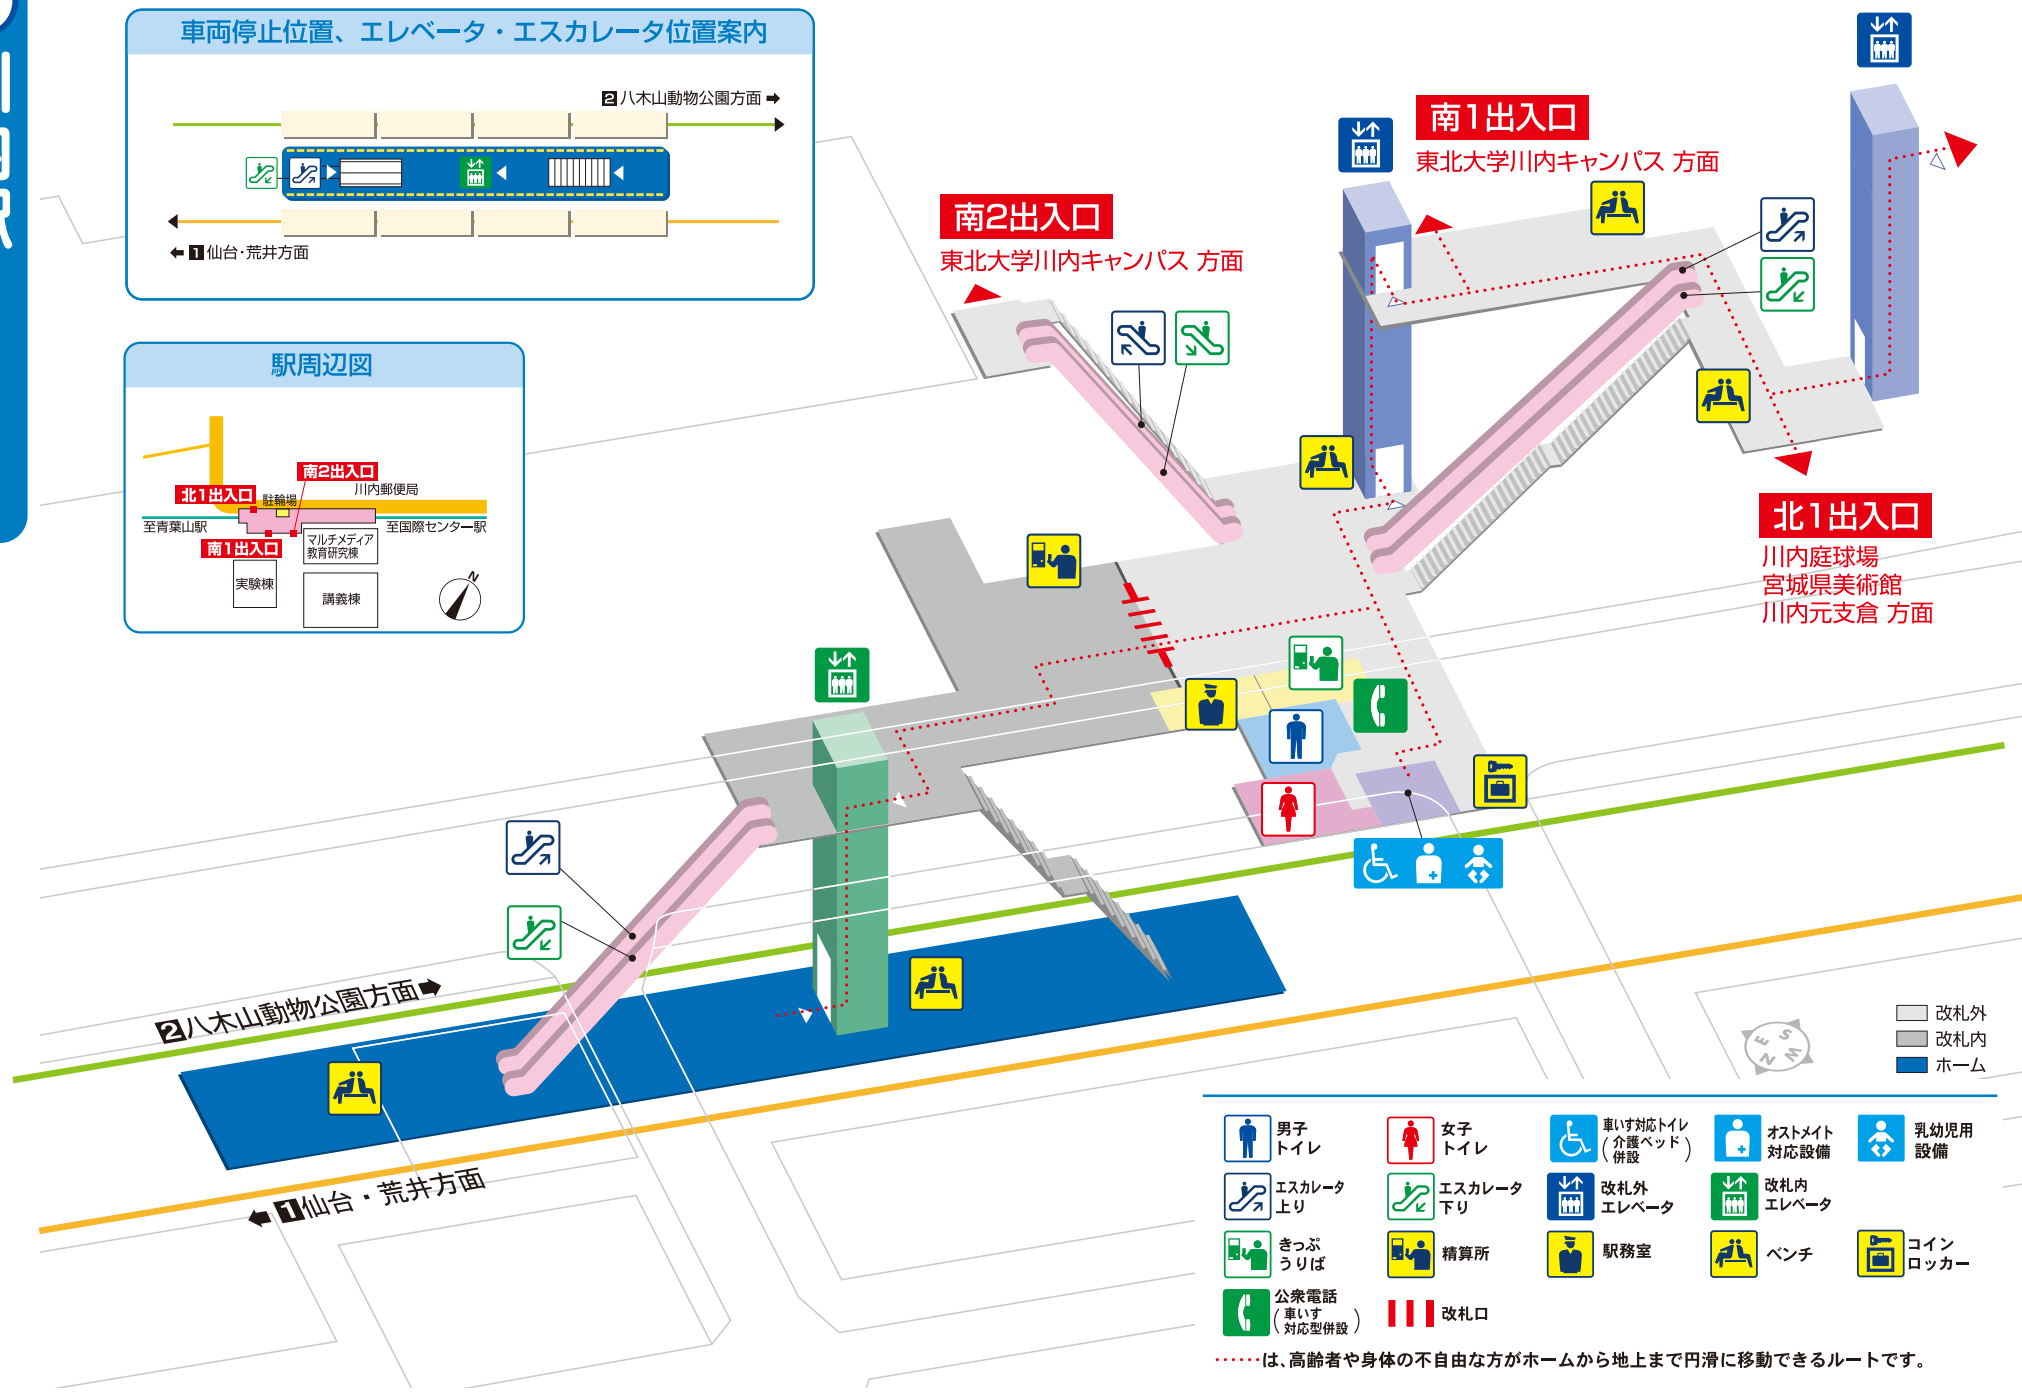 車両停止位置、エレベータ・エスカレータ位置案内
2 八木山動物公園方面 ➡
⬅ 1 仙台・荒井方面
駅周辺図
南2出入口
北1出入口
駐輪場
川内郵便局
至青葉山駅
至国際センター駅
南1出入口
マルチメディア
教育研究棟
実験棟
講義棟
N
南2出入口
東北大学川内キャンパス 方面
南1出入口
東北大学川内キャンパス 方面
北1出入口
川内庭球場
宮城県美術館
川内元支倉 方面
2 八木山動物公園方面 ➡
⬅ 1 仙台・荒井方面
N
E
S
W
改札外
改札内
ホーム
男子
トイレ
女子
トイレ
車いす対応トイレ
(介護ベッド
併設)
オストメイト
対応設備
乳幼児用
設備
エスカレータ
上り
エスカレータ
下り
改札外
エレベータ
改札内
エレベータ
きっぷ
うりば
精算所
駅務室
ベンチ
コイン
ロッカー
公衆電話
(車いす
対応型併設)
改札口
‥‥‥は、高齢者や身体の不自由な方がホームから地上まで円滑に移動できるルートです。